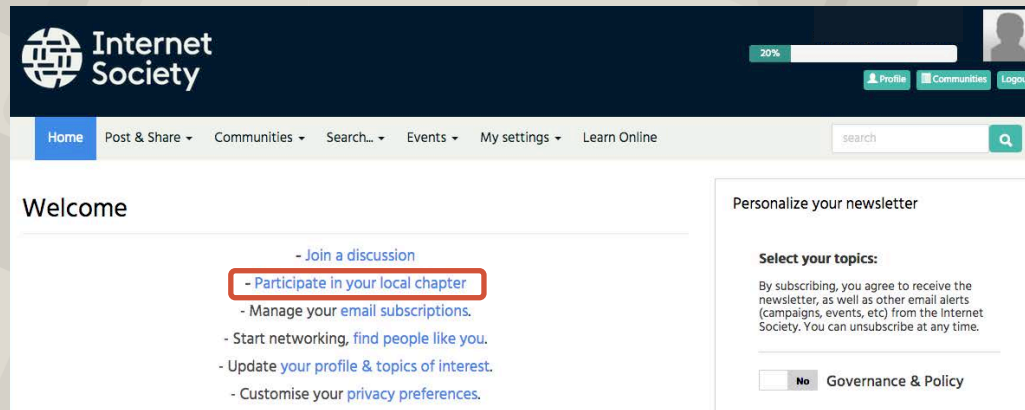 Internet
Society
20%
Profile Communities Logou
Home Post & Share Communities Search... Events My settings Learn Online search
Welcome
- Join a discussion
- Participate in your local chapter
- Manage your email subscriptions.
- Start networking, find people like you.
- Update your profile & topics of interest.
- Customise your privacy preferences.
Personalize your newsletter
Select your topics:
By subscribing, you agree to receive the
newsletter, as well as other email alerts
(campaigns, events, etc) from the Internet
Society. You can unsubscribe at any time.
No Governance & Policy